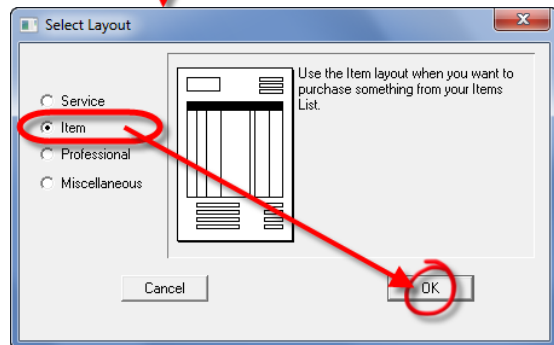 Select Layout
Service
Item
Professional
Miscellaneous
Use the Item layout when you want to
purchase something from your Items
List.
Cancel
OK